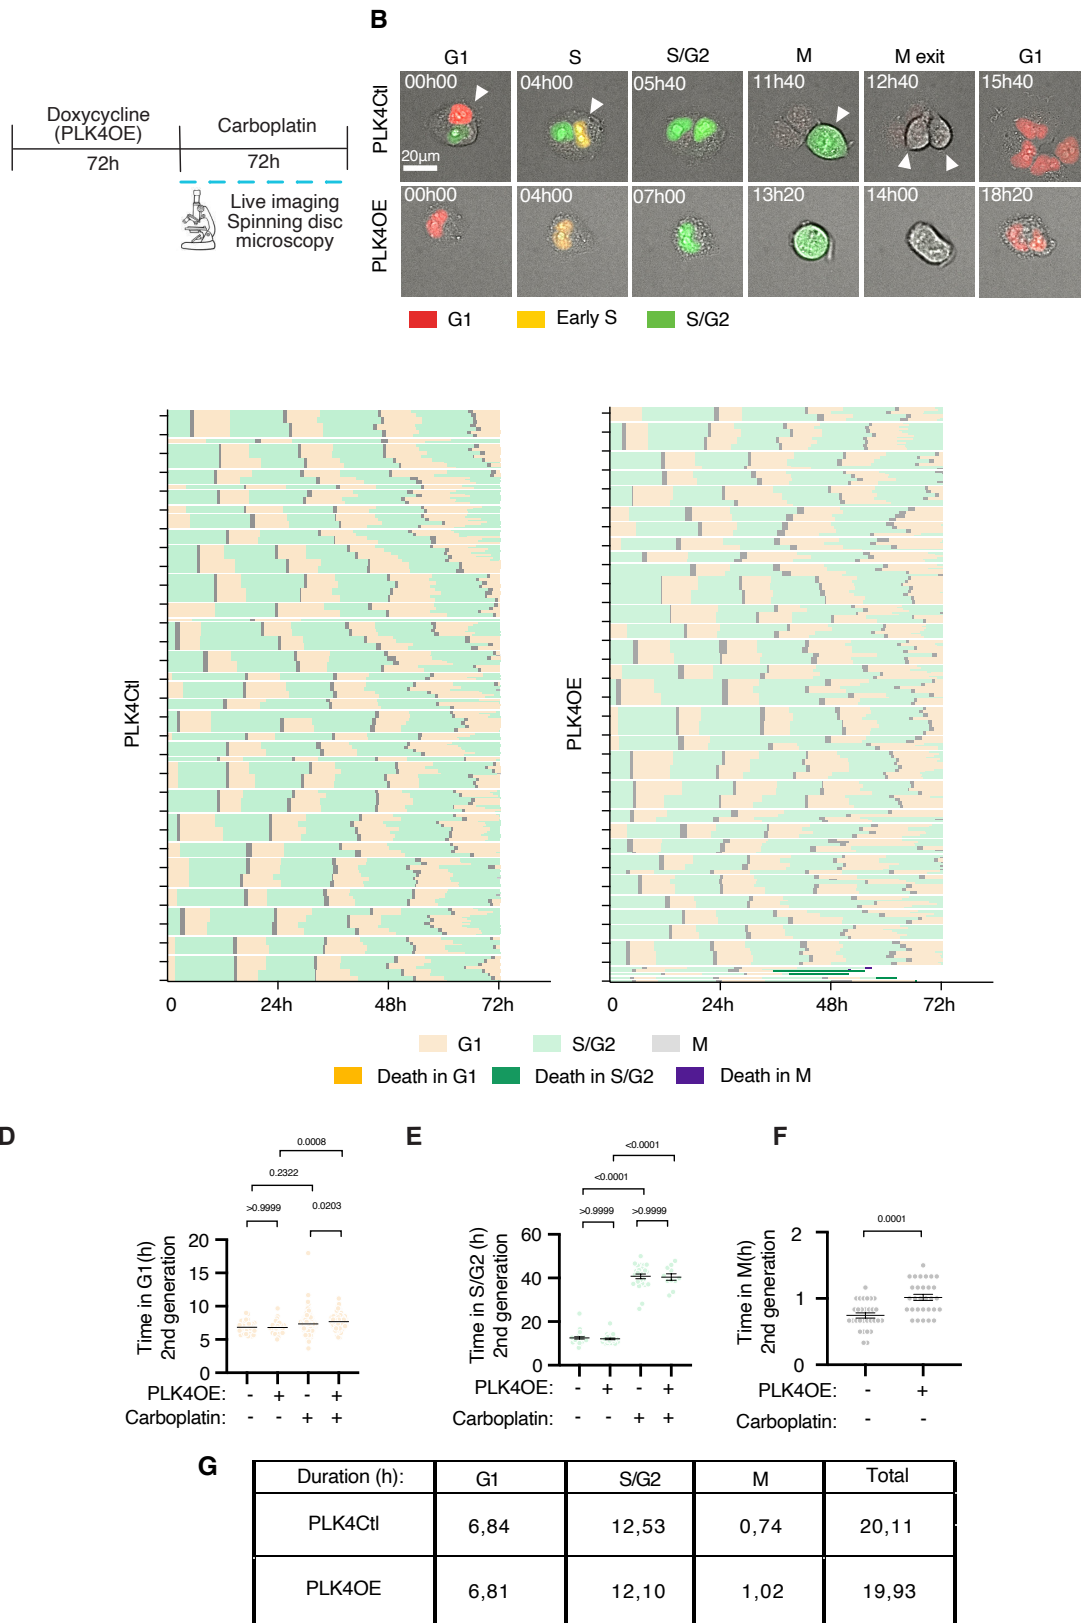 B
G1 S S/G2 M M exit G1
Doxycycline
(PLK4OE)
Carboplatin
72h 72h
Live imaging
Spinning disc
microscopy
PLK4Ctl
00h00 04h00 05h40 11h40 12h40 15h40
20µm
PLK4OE
00h00 04h00 07h00 13h20 14h00 18h20
G1 Early S S/G2
PLK4Ctl
0 24h 48h 72h
PLK4OE
0 24h 48h 72h
G1 S/G2 M
Death in G1 Death in S/G2 Death in M
D
0.0008
0.2322
>0.9999 0.0203
Time in G1(h)
2nd generation
20
15
10
5
0
PLK4OE: - + - +
Carboplatin: - - + +
E
<0.0001
<0.0001
>0.9999 >0.9999
Time in S/G2 (h)
2nd generation
60
40
20
0
PLK4OE: - + - +
Carboplatin: - - + +
F
0.0001
Time in M(h)
2nd generation
2
1
0
PLK4OE: - +
Carboplatin: - -
G
Duration (h): G1 S/G2 M Total
PLK4Ctl 6,84 12,53 0,74 20,11
PLK4OE 6,81 12,10 1,02 19,93